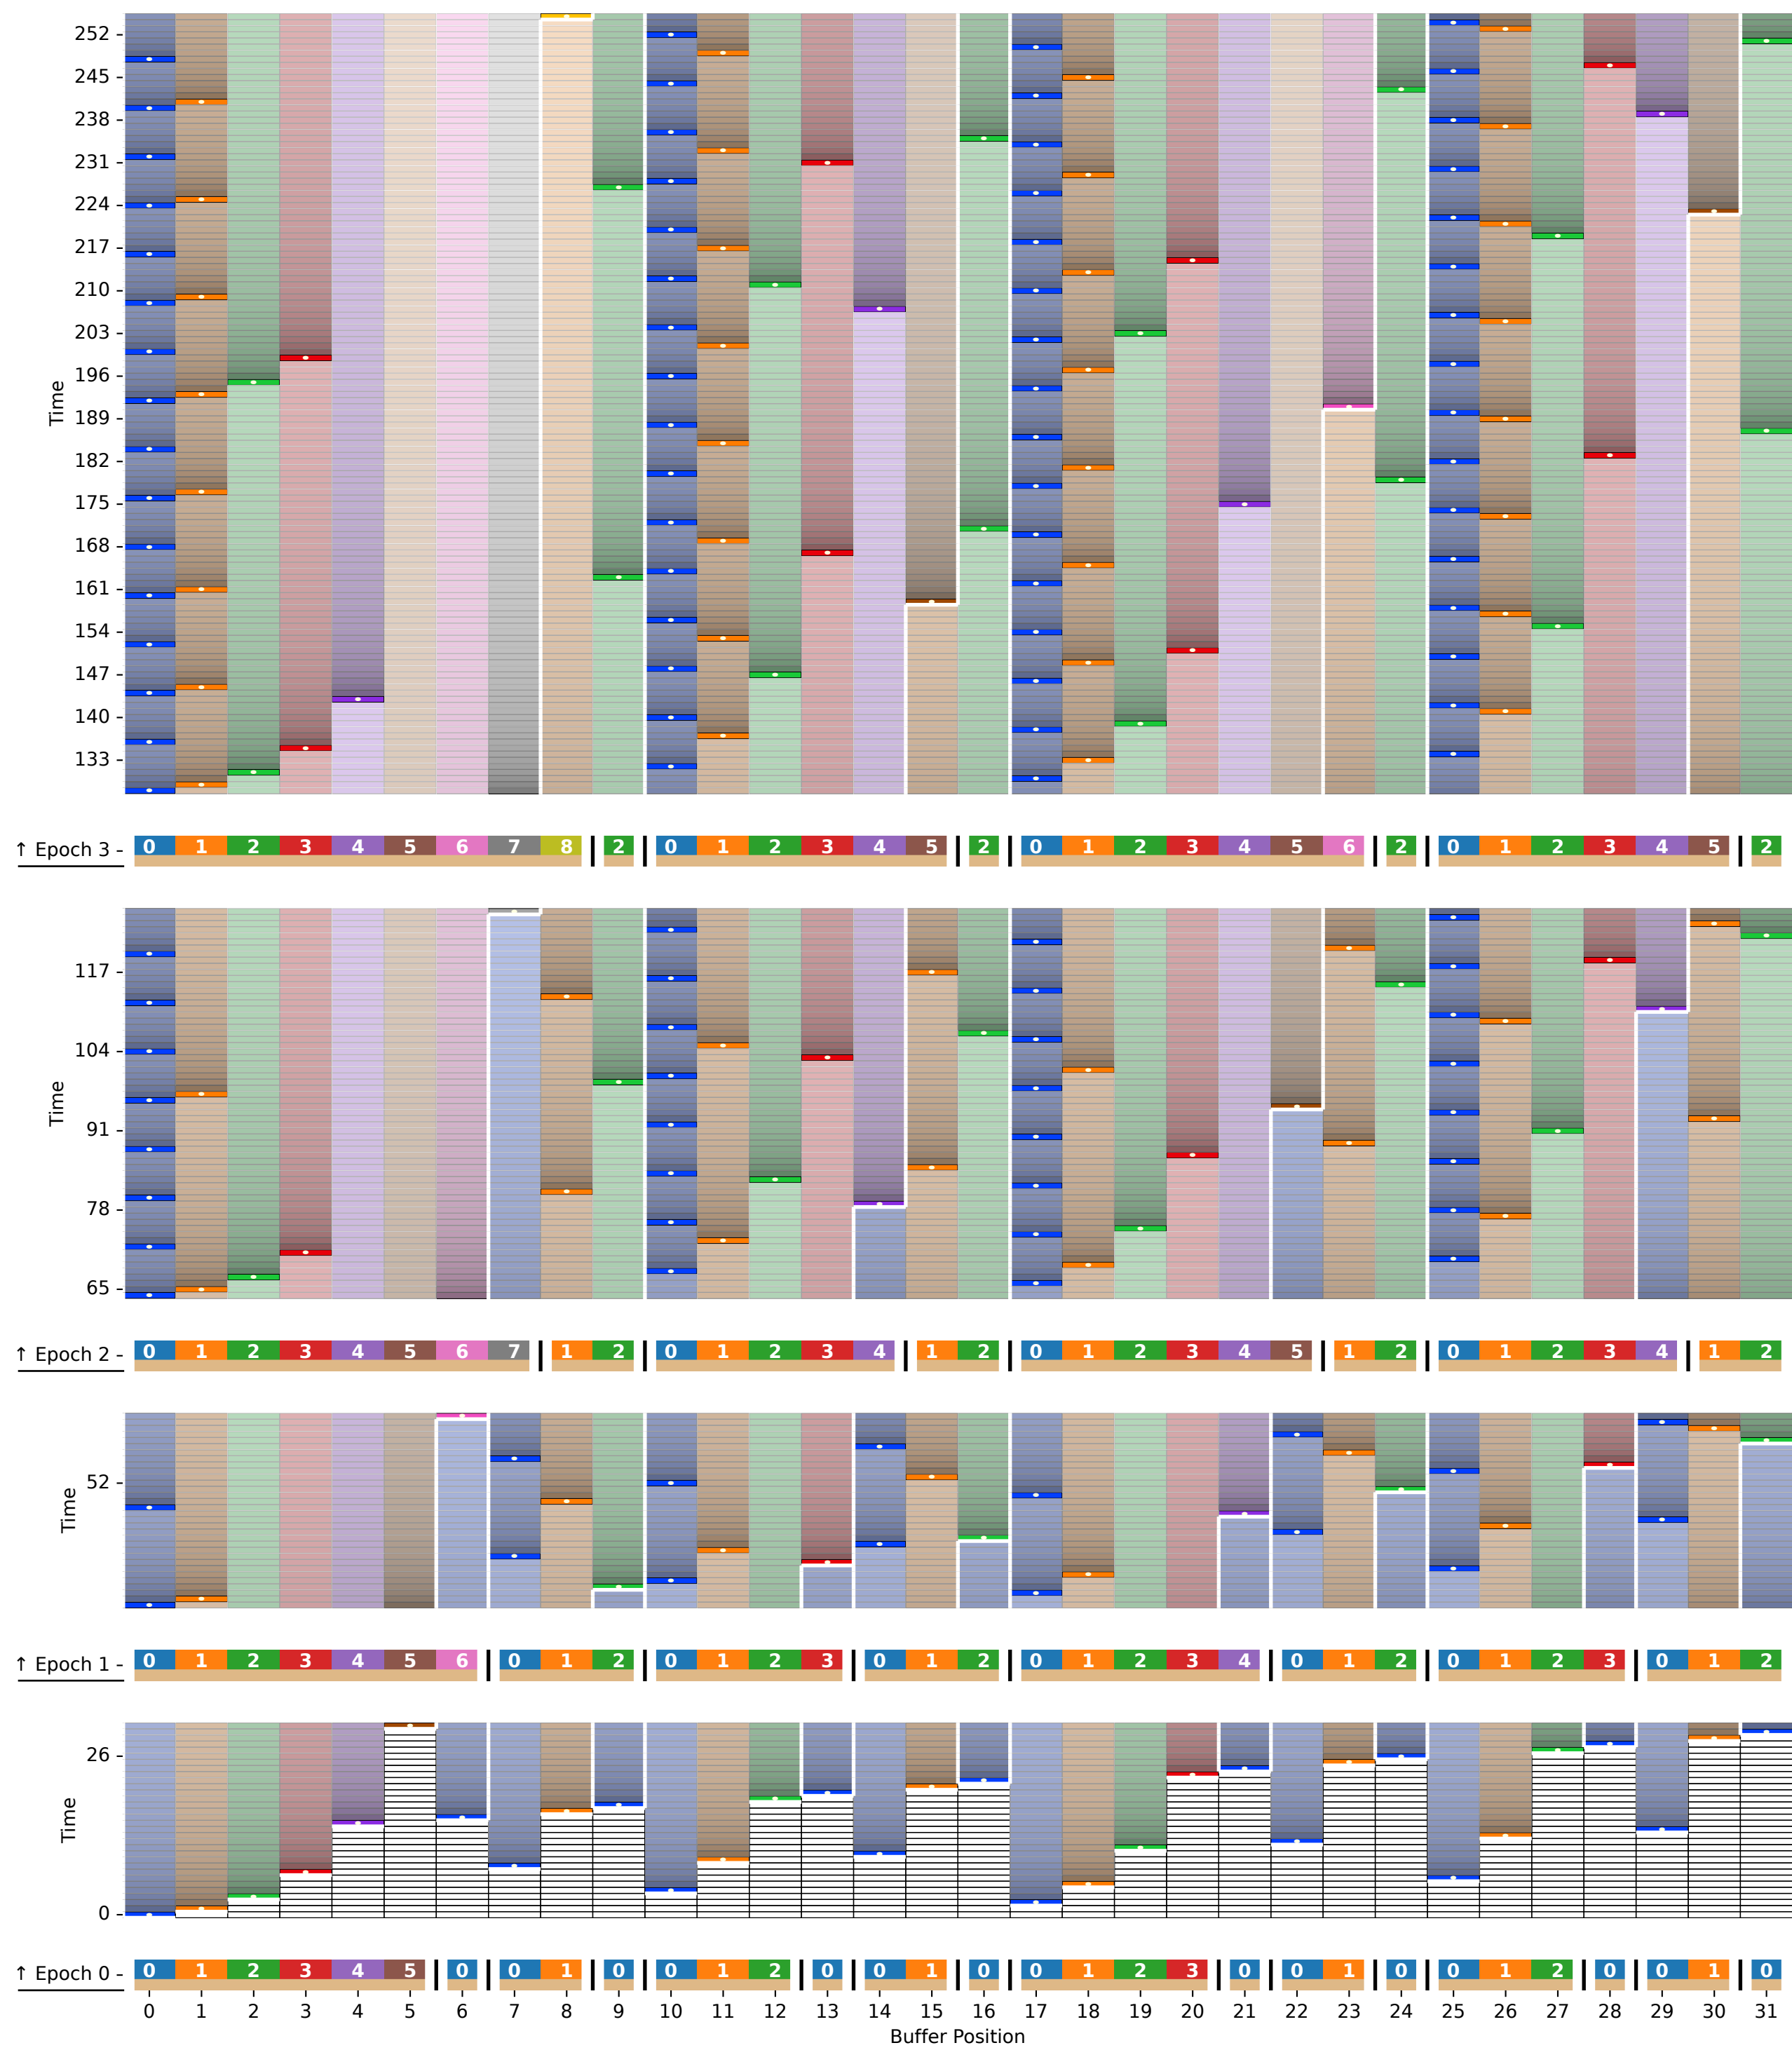 252
245
238
231
224
217
210
203
196
189
182
175
168
161
154
147
140
133
Time
↑ Epoch 3
0 1 2 3 4 5 6 7 8 2 0 1 2 3 4 5 2 0 1 2 3 4 5 6 2 0 1 2 3 4 5 2
117
104
91
78
65
Time
↑ Epoch 2
0 1 2 3 4 5 6 7 1 2 0 1 2 3 4 1 2 0 1 2 3 4 5 1 2 0 1 2 3 4 1 2
52
Time
↑ Epoch 1
0 1 2 3 4 5 6 0 1 2 0 1 2 3 0 1 2 0 1 2 3 4 0 1 2 0 1 2 3 0 1 2
26
0
Time
↑ Epoch 0
0 1 2 3 4 5 0 0 1 0 0 1 2 0 0 1 0 0 1 2 3 0 0 1 0 0 1 2 0 0 1 0
0 1 2 3 4 5 6 7 8 9 10 11 12 13 14 15 16 17 18 19 20 21 22 23 24 25 26 27 28 29 30 31
Buffer Position